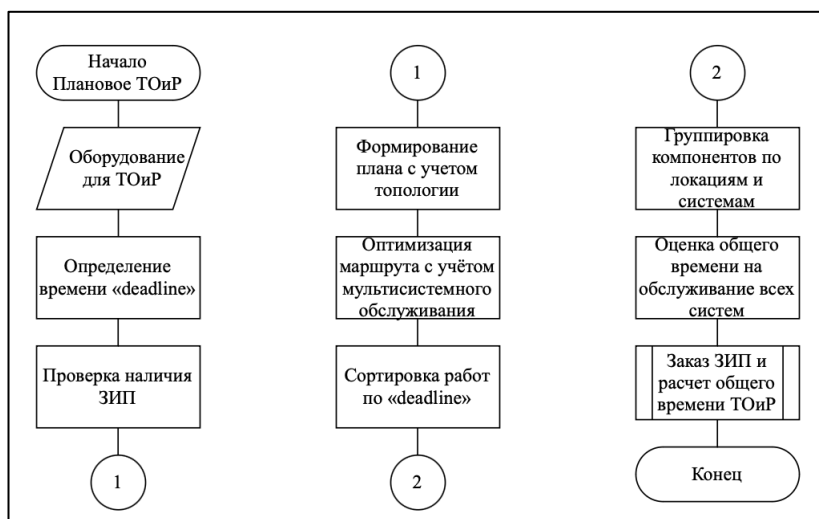 Начало
Плановое ТОиР
Оборудование
для ТОиР
Определение
времени «deadline»
Проверка наличия
ЗИП
1
1
Формирование
плана с учетом
топологии
Оптимизация
маршрута с учётом
мультисистемного
обслуживания
Сортировка работ
по «deadline»
2
2
Группировка
компонентов по
локациям и
системам
Оценка общего
времени на
обслуживание всех
систем
Заказ ЗИП и
расчет общего
времени ТОиР
Конец